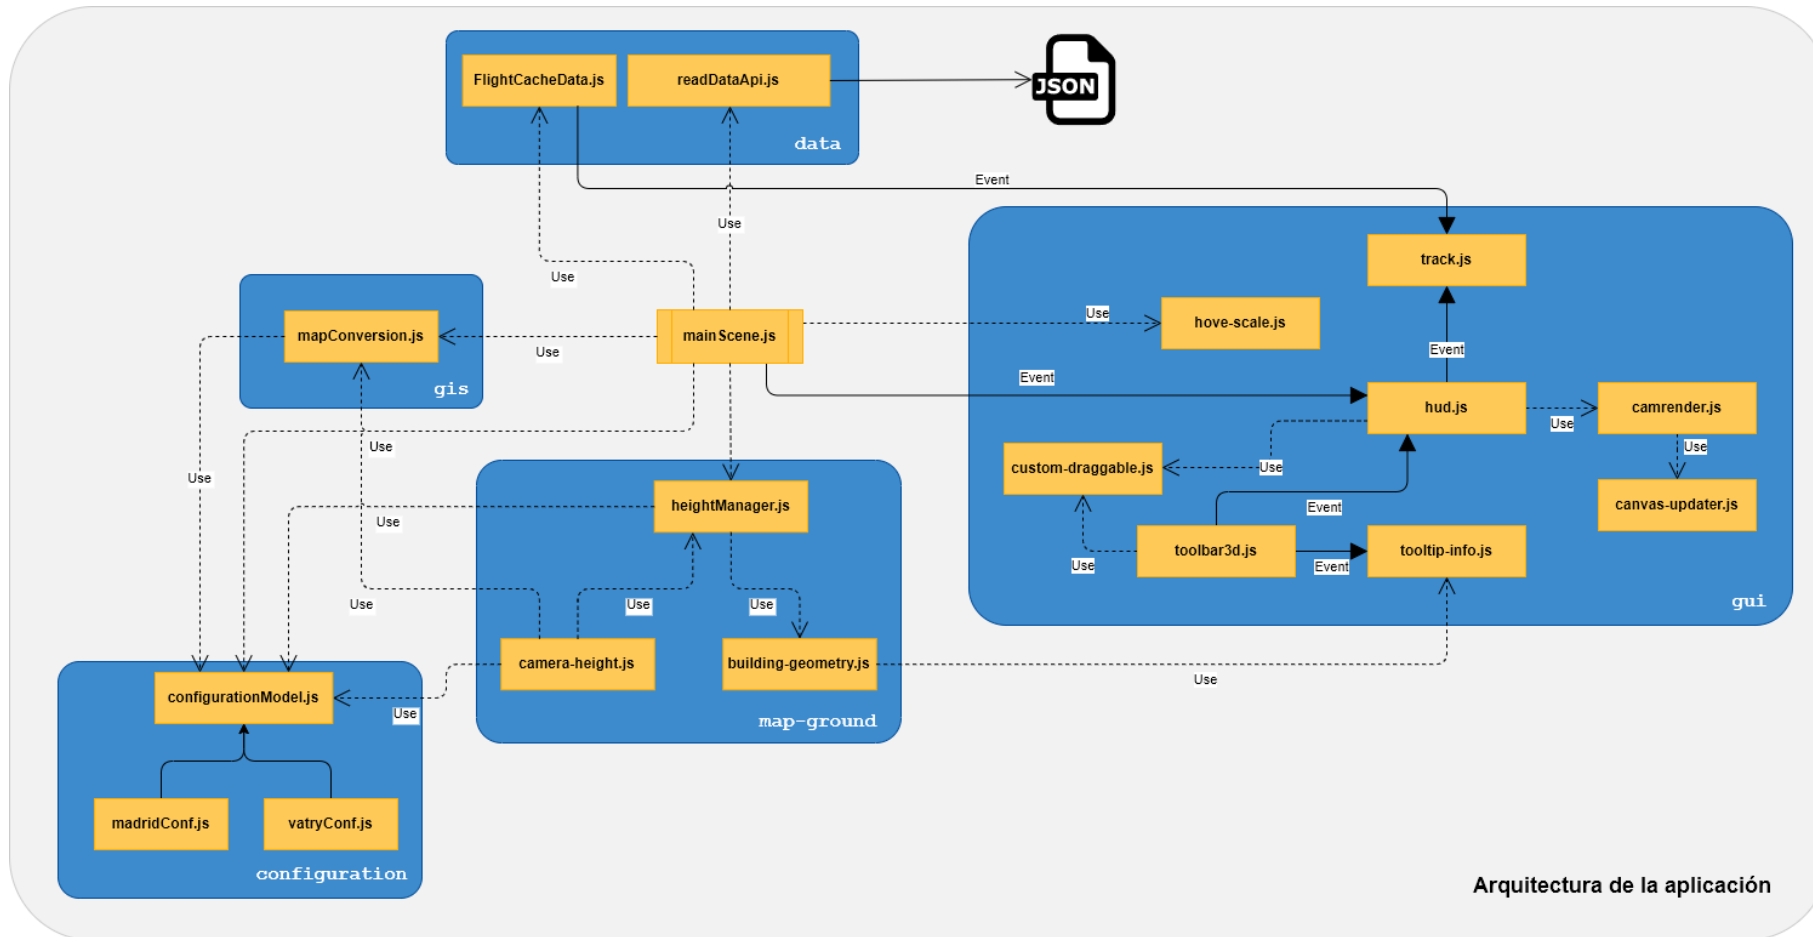 FlightCacheData.js
readDataApi.js
JSON
data
Event
Use
track.js
Use
mapConversion.js
Use
mainScene.js
Use
hove-scale.js
gis
Event
Event
hud.js
Use
camrender.js
Use
Use
Use
custom-draggable.js
Use
canvas-updater.js
heightManager.js
Use
Event
toolbar3d.js
Use
Event
tooltip-info.js
Use
Use
Use
gui
camera-height.js
building-geometry.js
Use
configurationModel.js
Use
map-ground
madridConf.js
vatryConf.js
configuration
Arquitectura de la aplicación